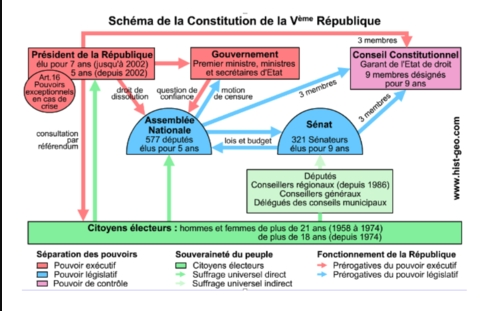 Schéma de la Constitution de la Vème République
3 membres
Président de la République
élu pour 7 ans (jusqu'à 2002)
5 ans (depuis 2002)
Gouvernement
Premier ministre, ministres
et secrétaires d'Etat
Conseil Constitutionnel
Garant de l'Etat de droit
9 membres désignés
pour 9 ans
Art.16
Pouvoirs
exceptionnels
en cas de
crise
droit de
dissolution
question de
confiance
motion
de censure
3 membres
3 membres
consultation
par
référendum
Assemblée
Nationale
577 députés
élus pour 5 ans
lois et budget
Sénat
321 Sénateurs
élus pour 9 ans
Députés
Conseillers régionaux (depuis 1986)
Conseillers généraux
Délégués des conseils municipaux
www.hist-geo.com
Citoyens électeurs : hommes et femmes de plus de 21 ans (1958 à 1974)
de plus de 18 ans (depuis 1974)
Séparation des pouvoirs
Pouvoir exécutif
Pouvoir législatif
Pouvoir de contrôle
Souveraineté du peuple
Citoyens électeurs
Suffrage universel direct
Suffrage universel indirect
Fonctionnement de la République
Prérogatives du pouvoir exécutif
Prérogatives du pouvoir législatif